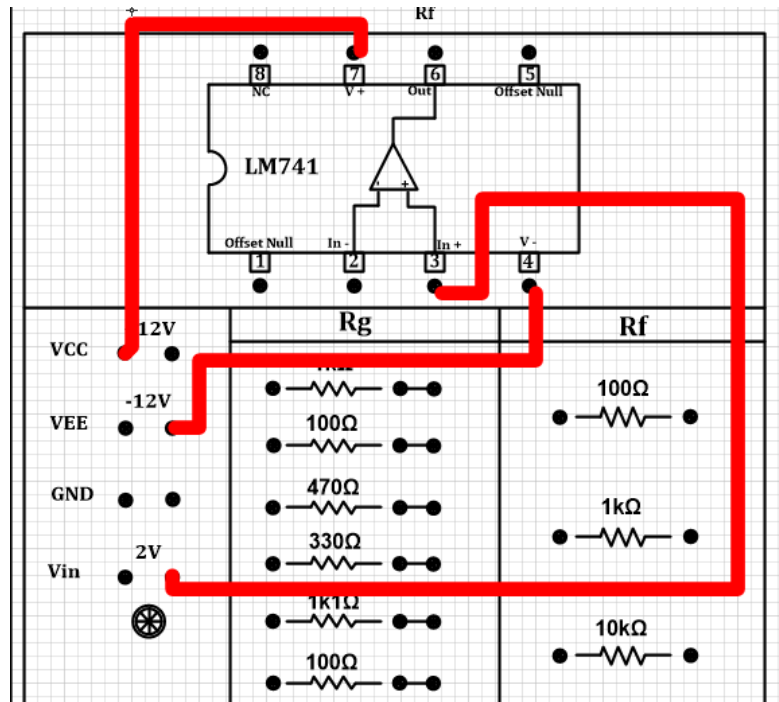 Rf
8 7 6 5
NC V + Out Offset Null
LM741
- +
Offset Null In - In + V -
1 2 3 4
Rg Rf
12V
VCC
-12V
VEE
GND
2V
Vin
100Ω
470Ω
330Ω
1k1Ω
100Ω
100Ω
1kΩ
10kΩ